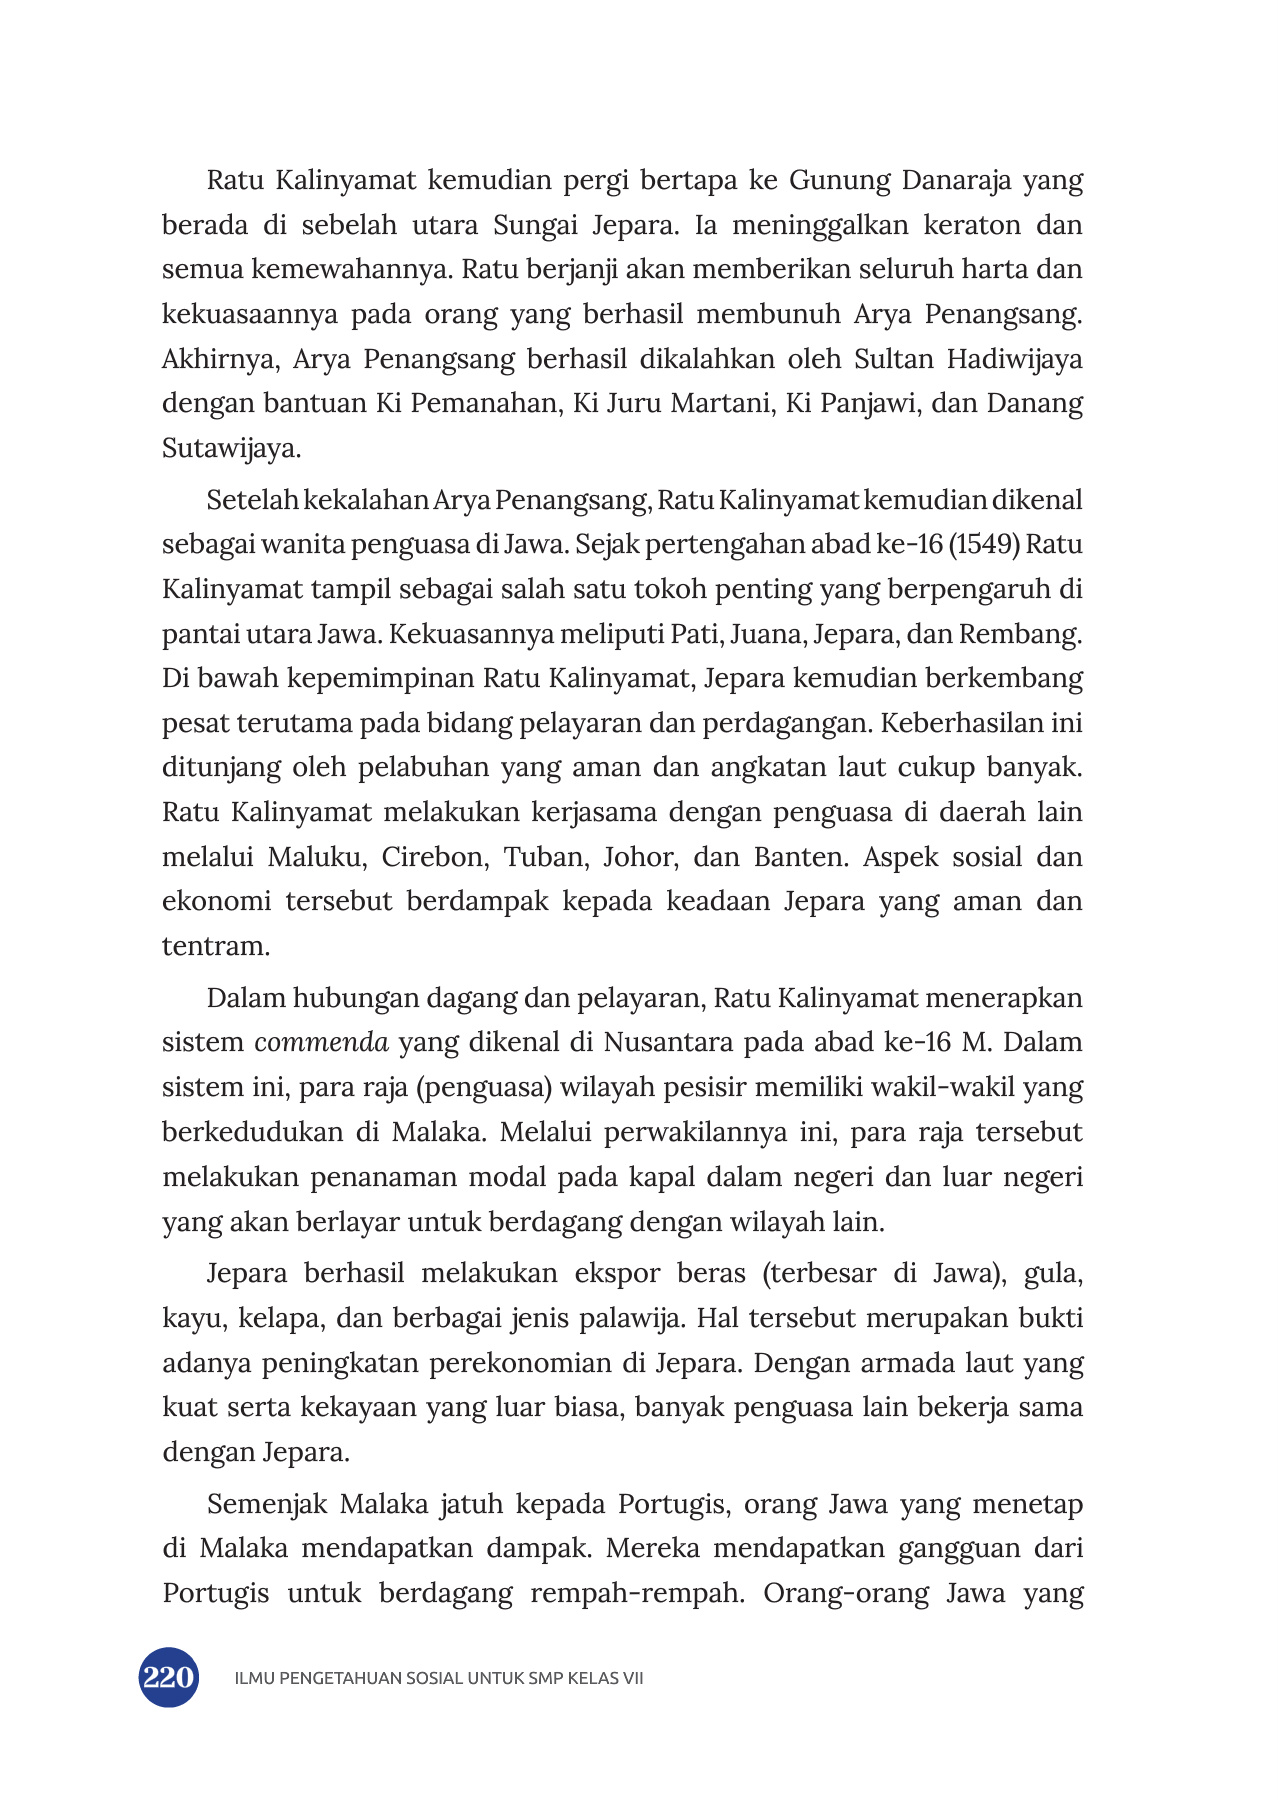 Ratu Kalinyamat kemudian pergi bertapa ke Gunung Danaraja yang
berada di sebelah utara Sungai Jepara. Ia meninggalkan keraton dan
semua kemewahannya. Ratu berjanji akan memberikan seluruh harta dan
kekuasaannya pada orang yang berhasil membunuh Arya Penangsang.
Akhirnya, Arya Penangsang berhasil dikalahkan oleh Sultan Hadiwijaya
dengan bantuan Ki Pemanahan, Ki Juru Martani, Ki Panjawi, dan Danang
Sutawijaya.
Setelah kekalahan Arya Penangsang, Ratu Kalinyamat kemudian dikenal
sebagai wanita penguasa di Jawa. Sejak pertengahan abad ke-16 (1549) Ratu
Kalinyamat tampil sebagai salah satu tokoh penting yang berpengaruh di
pantai utara Jawa. Kekuasannya meliputi Pati, Juana, Jepara, dan Rembang.
Di bawah kepemimpinan Ratu Kalinyamat, Jepara kemudian berkembang
pesat terutama pada bidang pelayaran dan perdagangan. Keberhasilan ini
ditunjang oleh pelabuhan yang aman dan angkatan laut cukup banyak.
Ratu Kalinyamat melakukan kerjasama dengan penguasa di daerah lain
melalui Maluku, Cirebon, Tuban, Johor, dan Banten. Aspek sosial dan
ekonomi tersebut berdampak kepada keadaan Jepara yang aman dan
tentram.
Dalam hubungan dagang dan pelayaran, Ratu Kalinyamat menerapkan
sistem commenda yang dikenal di Nusantara pada abad ke-16 M. Dalam
sistem ini, para raja (penguasa) wilayah pesisir memiliki wakil-wakil yang
berkedudukan di Malaka. Melalui perwakilannya ini, para raja tersebut
melakukan penanaman modal pada kapal dalam negeri dan luar negeri
yang akan berlayar untuk berdagang dengan wilayah lain.
Jepara berhasil melakukan ekspor beras (terbesar di Jawa), gula,
kayu, kelapa, dan berbagai jenis palawija. Hal tersebut merupakan bukti
adanya peningkatan perekonomian di Jepara. Dengan armada laut yang
kuat serta kekayaan yang luar biasa, banyak penguasa lain bekerja sama
dengan Jepara.
Semenjak Malaka jatuh kepada Portugis, orang Jawa yang menetap
di Malaka mendapatkan dampak. Mereka mendapatkan gangguan dari
Portugis untuk berdagang rempah-rempah. Orang-orang Jawa yang
220 ILMU PENGETAHUAN SOSIAL UNTUK SMP KELAS VII